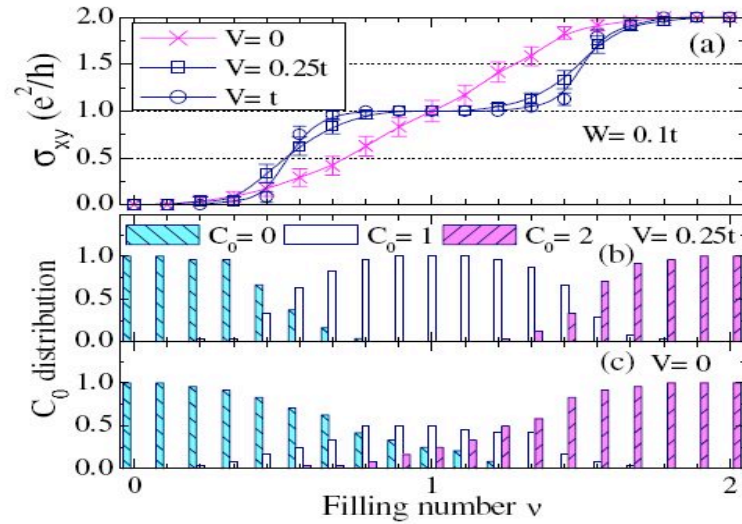 2.0
(a)
V= 0
1.5
V= 0.25t
V= t
1.0
σxy (e²/h)
W= 0.1t
0.5
0.0
C₀= 0
C₀= 1
C₀= 2
V= 0.25t
1.0
(b)
0.5
0.0
(c)
V= 0
1.0
C₀ distribution
0.5
0.0
0
1
2
Filling number ν